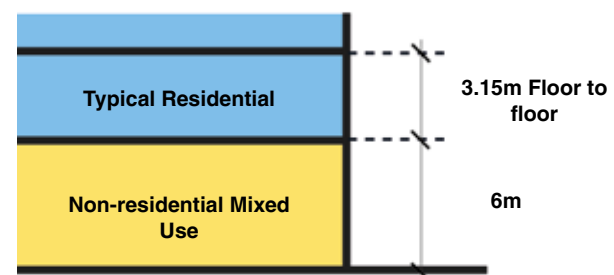 Typical Residential
3.15m Floor to
floor
Non-residential Mixed
Use
6m